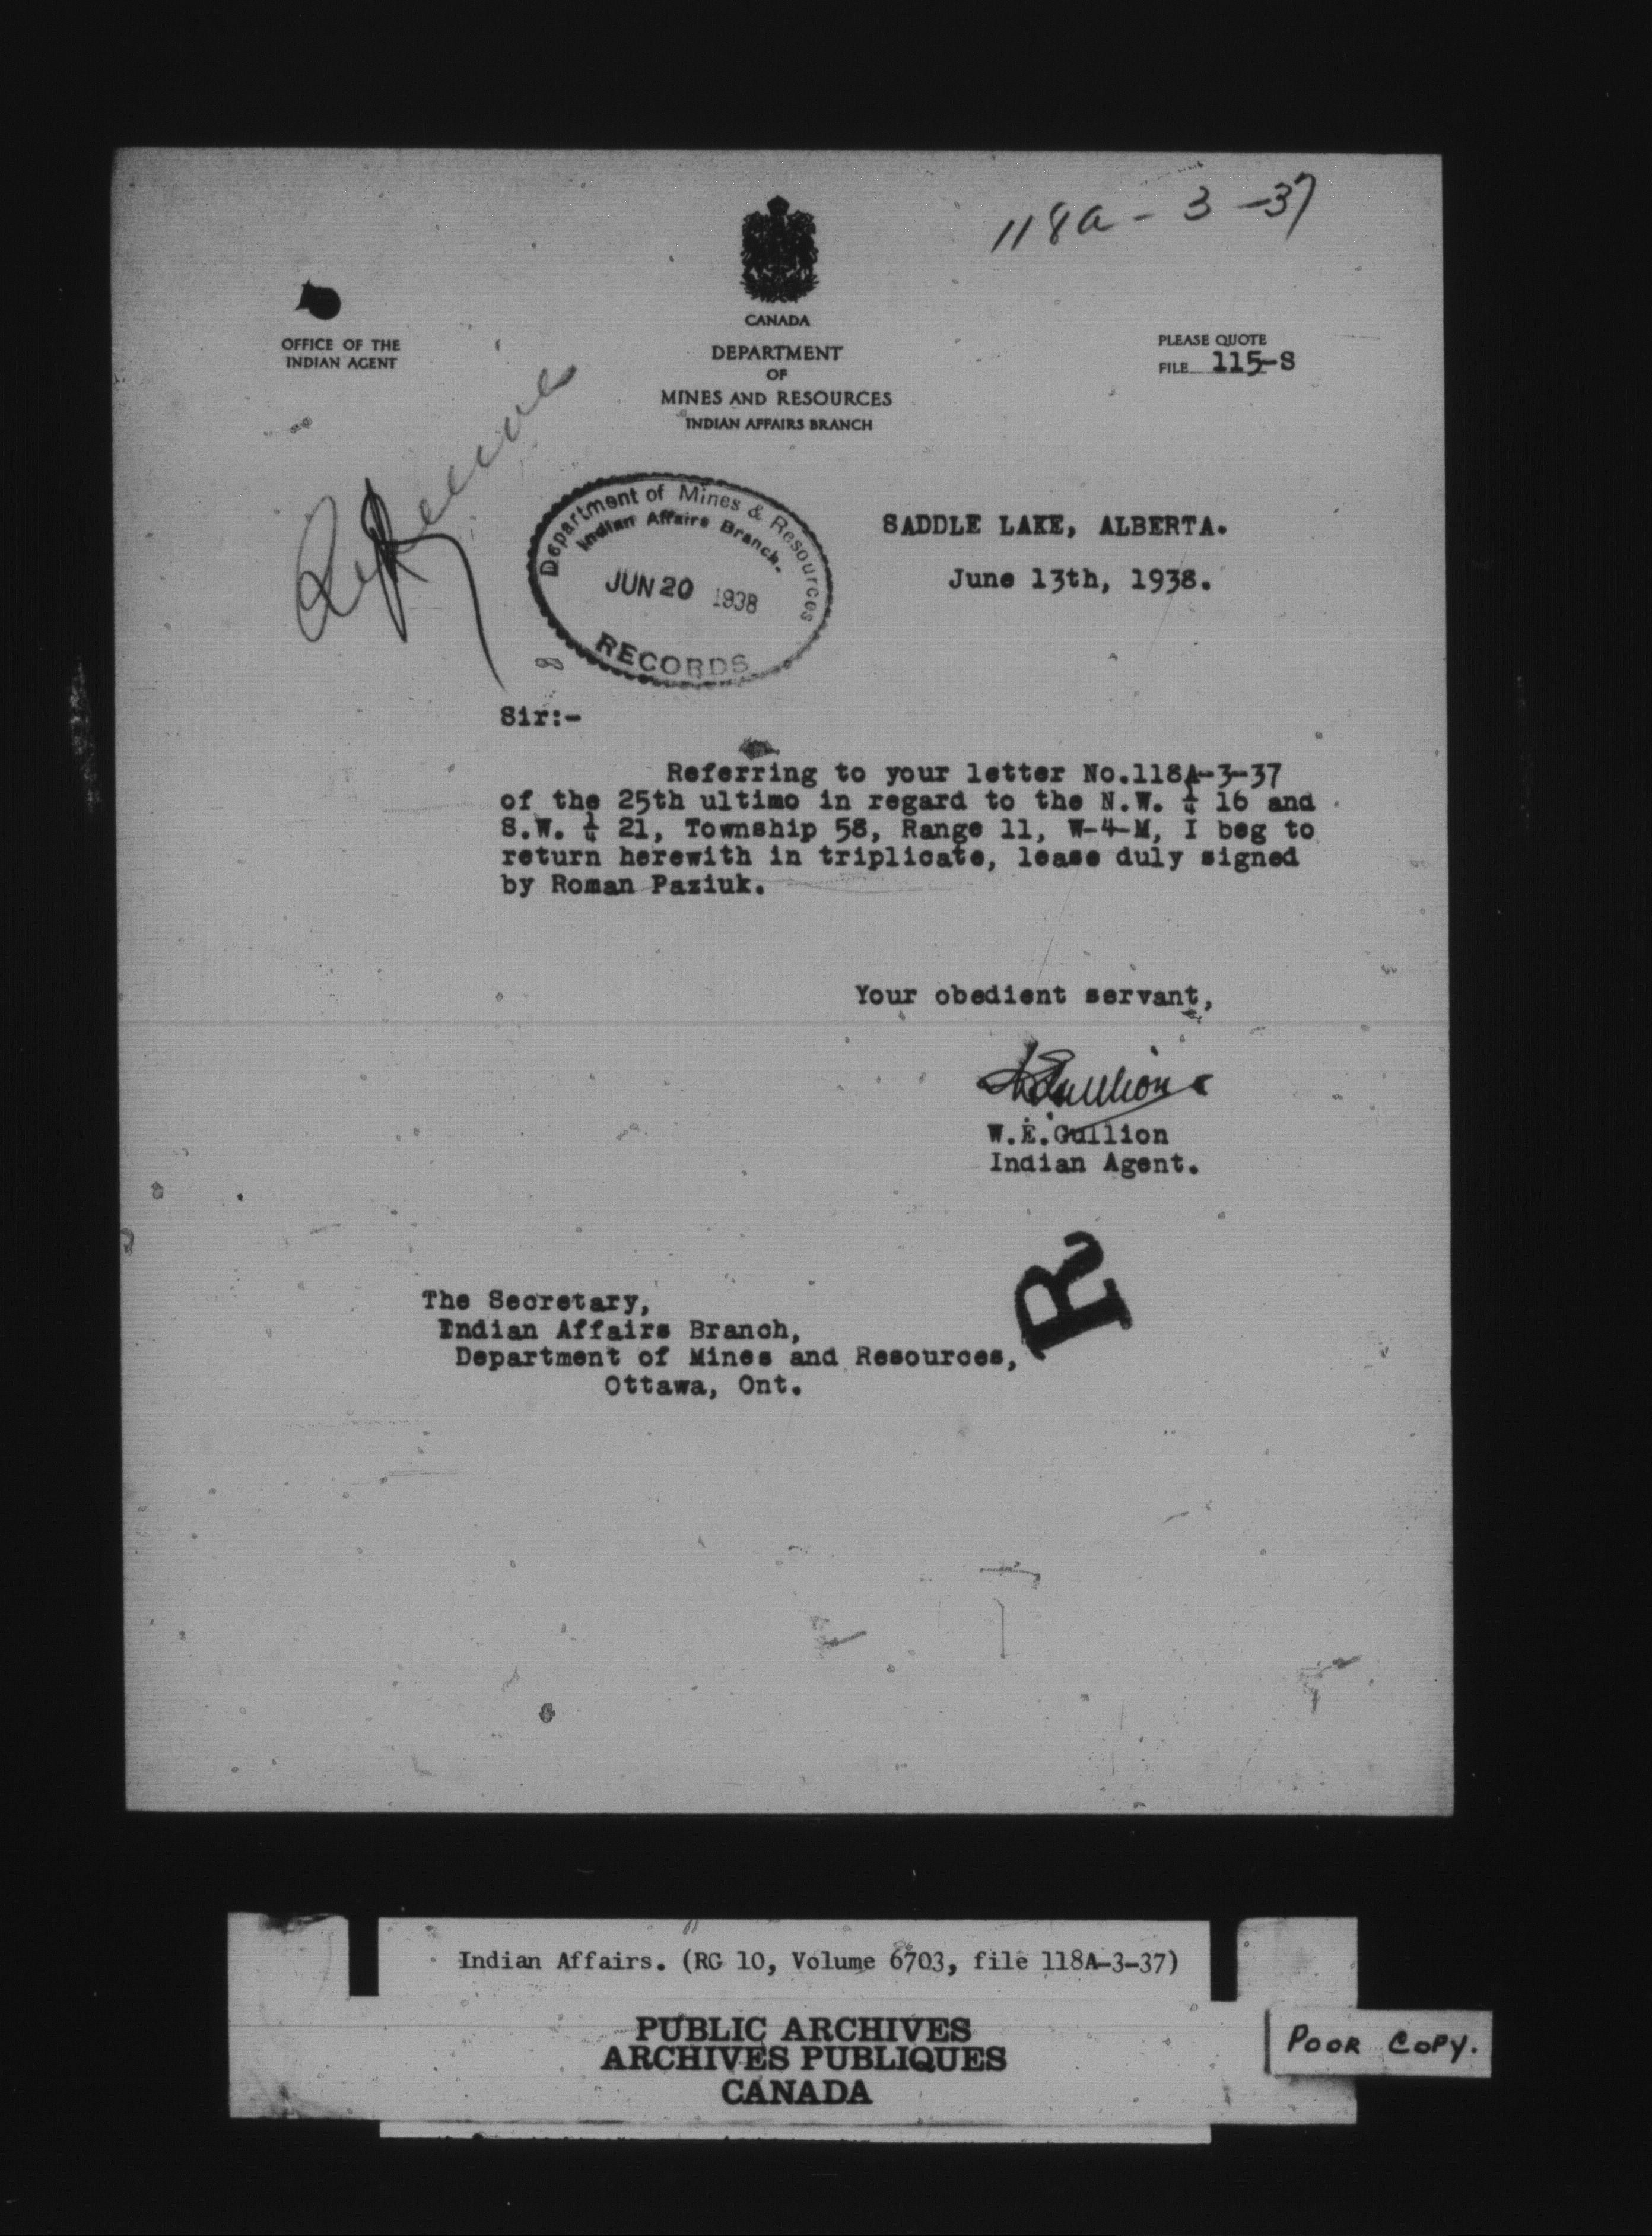 118a-3-37
CANADA
OFFICE OF THE
INDIAN AGENT
DEPARTMENT
OF
MINES AND RESOURCES
INDIAN AFFAIRS BRANCH
PLEASE QUOTE
FILE 115-S
Department of Mines & Resources
Indian Affairs Branch.
JUN 20 1938
RECORDS
SADDLE LAKE, ALBERTA.
June 13th, 1938.
Sir:-
Referring to your letter No.118A-3-37
of the 25th ultimo in regard to the N.W. ¼ 16 and
S.W. ¼ 21, Township 58, Range 11, W-4-M, I beg to
return herewith in triplicate, lease duly signed
by Roman Paziuk.
Your obedient servant,
W.E.Gullion
Indian Agent.
R
The Secretary,
Indian Affairs Branch,
Department of Mines and Resources,
Ottawa, Ont.
Indian Affairs. (RG 10, Volume 6703, file 118A-3-37)
PUBLIC ARCHIVES
ARCHIVES PUBLIQUES
CANADA
POOR COPY.